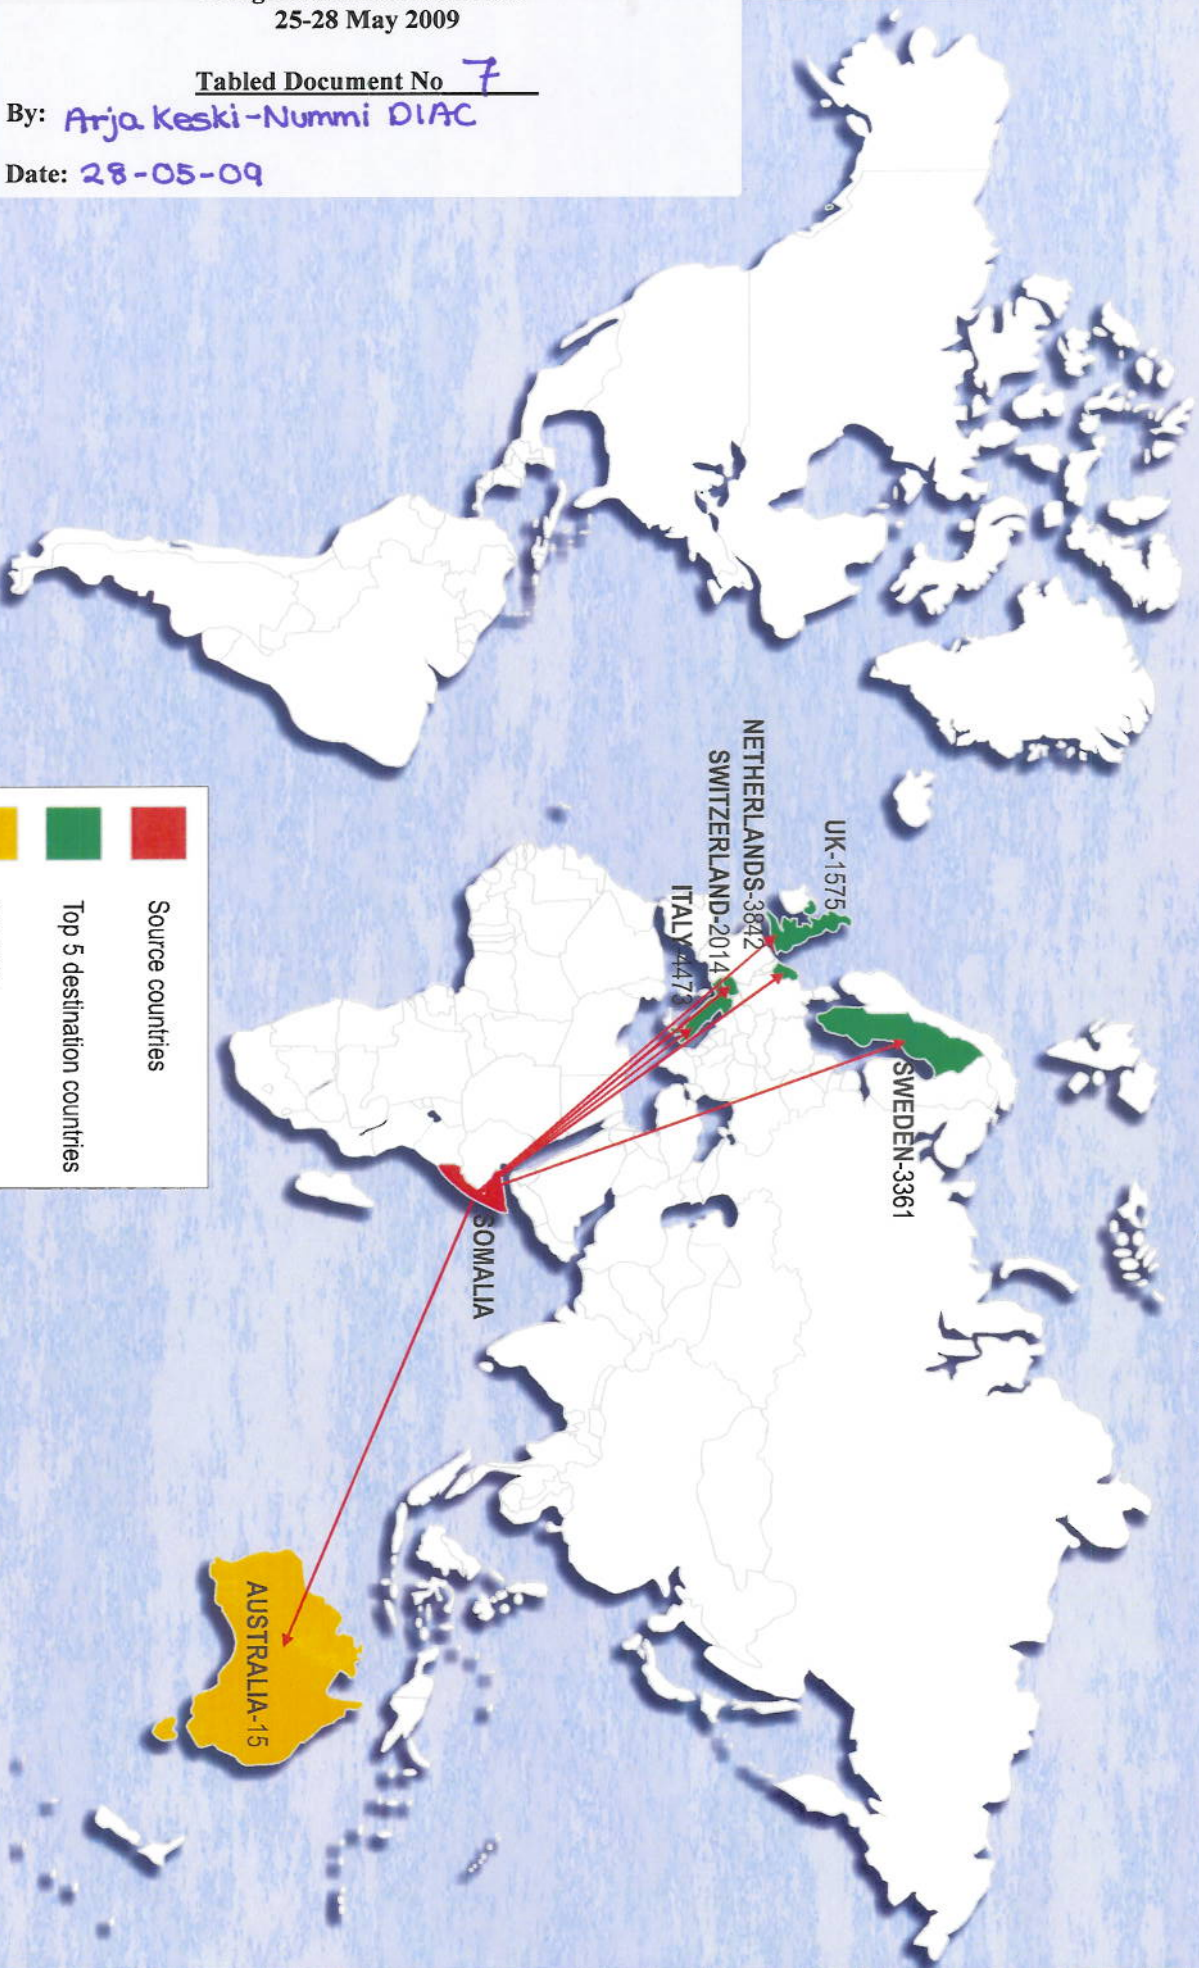 25-28 May 2009
Tabled Document No 7
By: Arja Keski-Nummi DIAC
Date: 28-05-09
UK-1575
NETHERLANDS-3842
SWITZERLAND-2014
ITALY-4473
SWEDEN-3361
SOMALIA
AUSTRALIA-15
Source countries
Top 5 destination countries